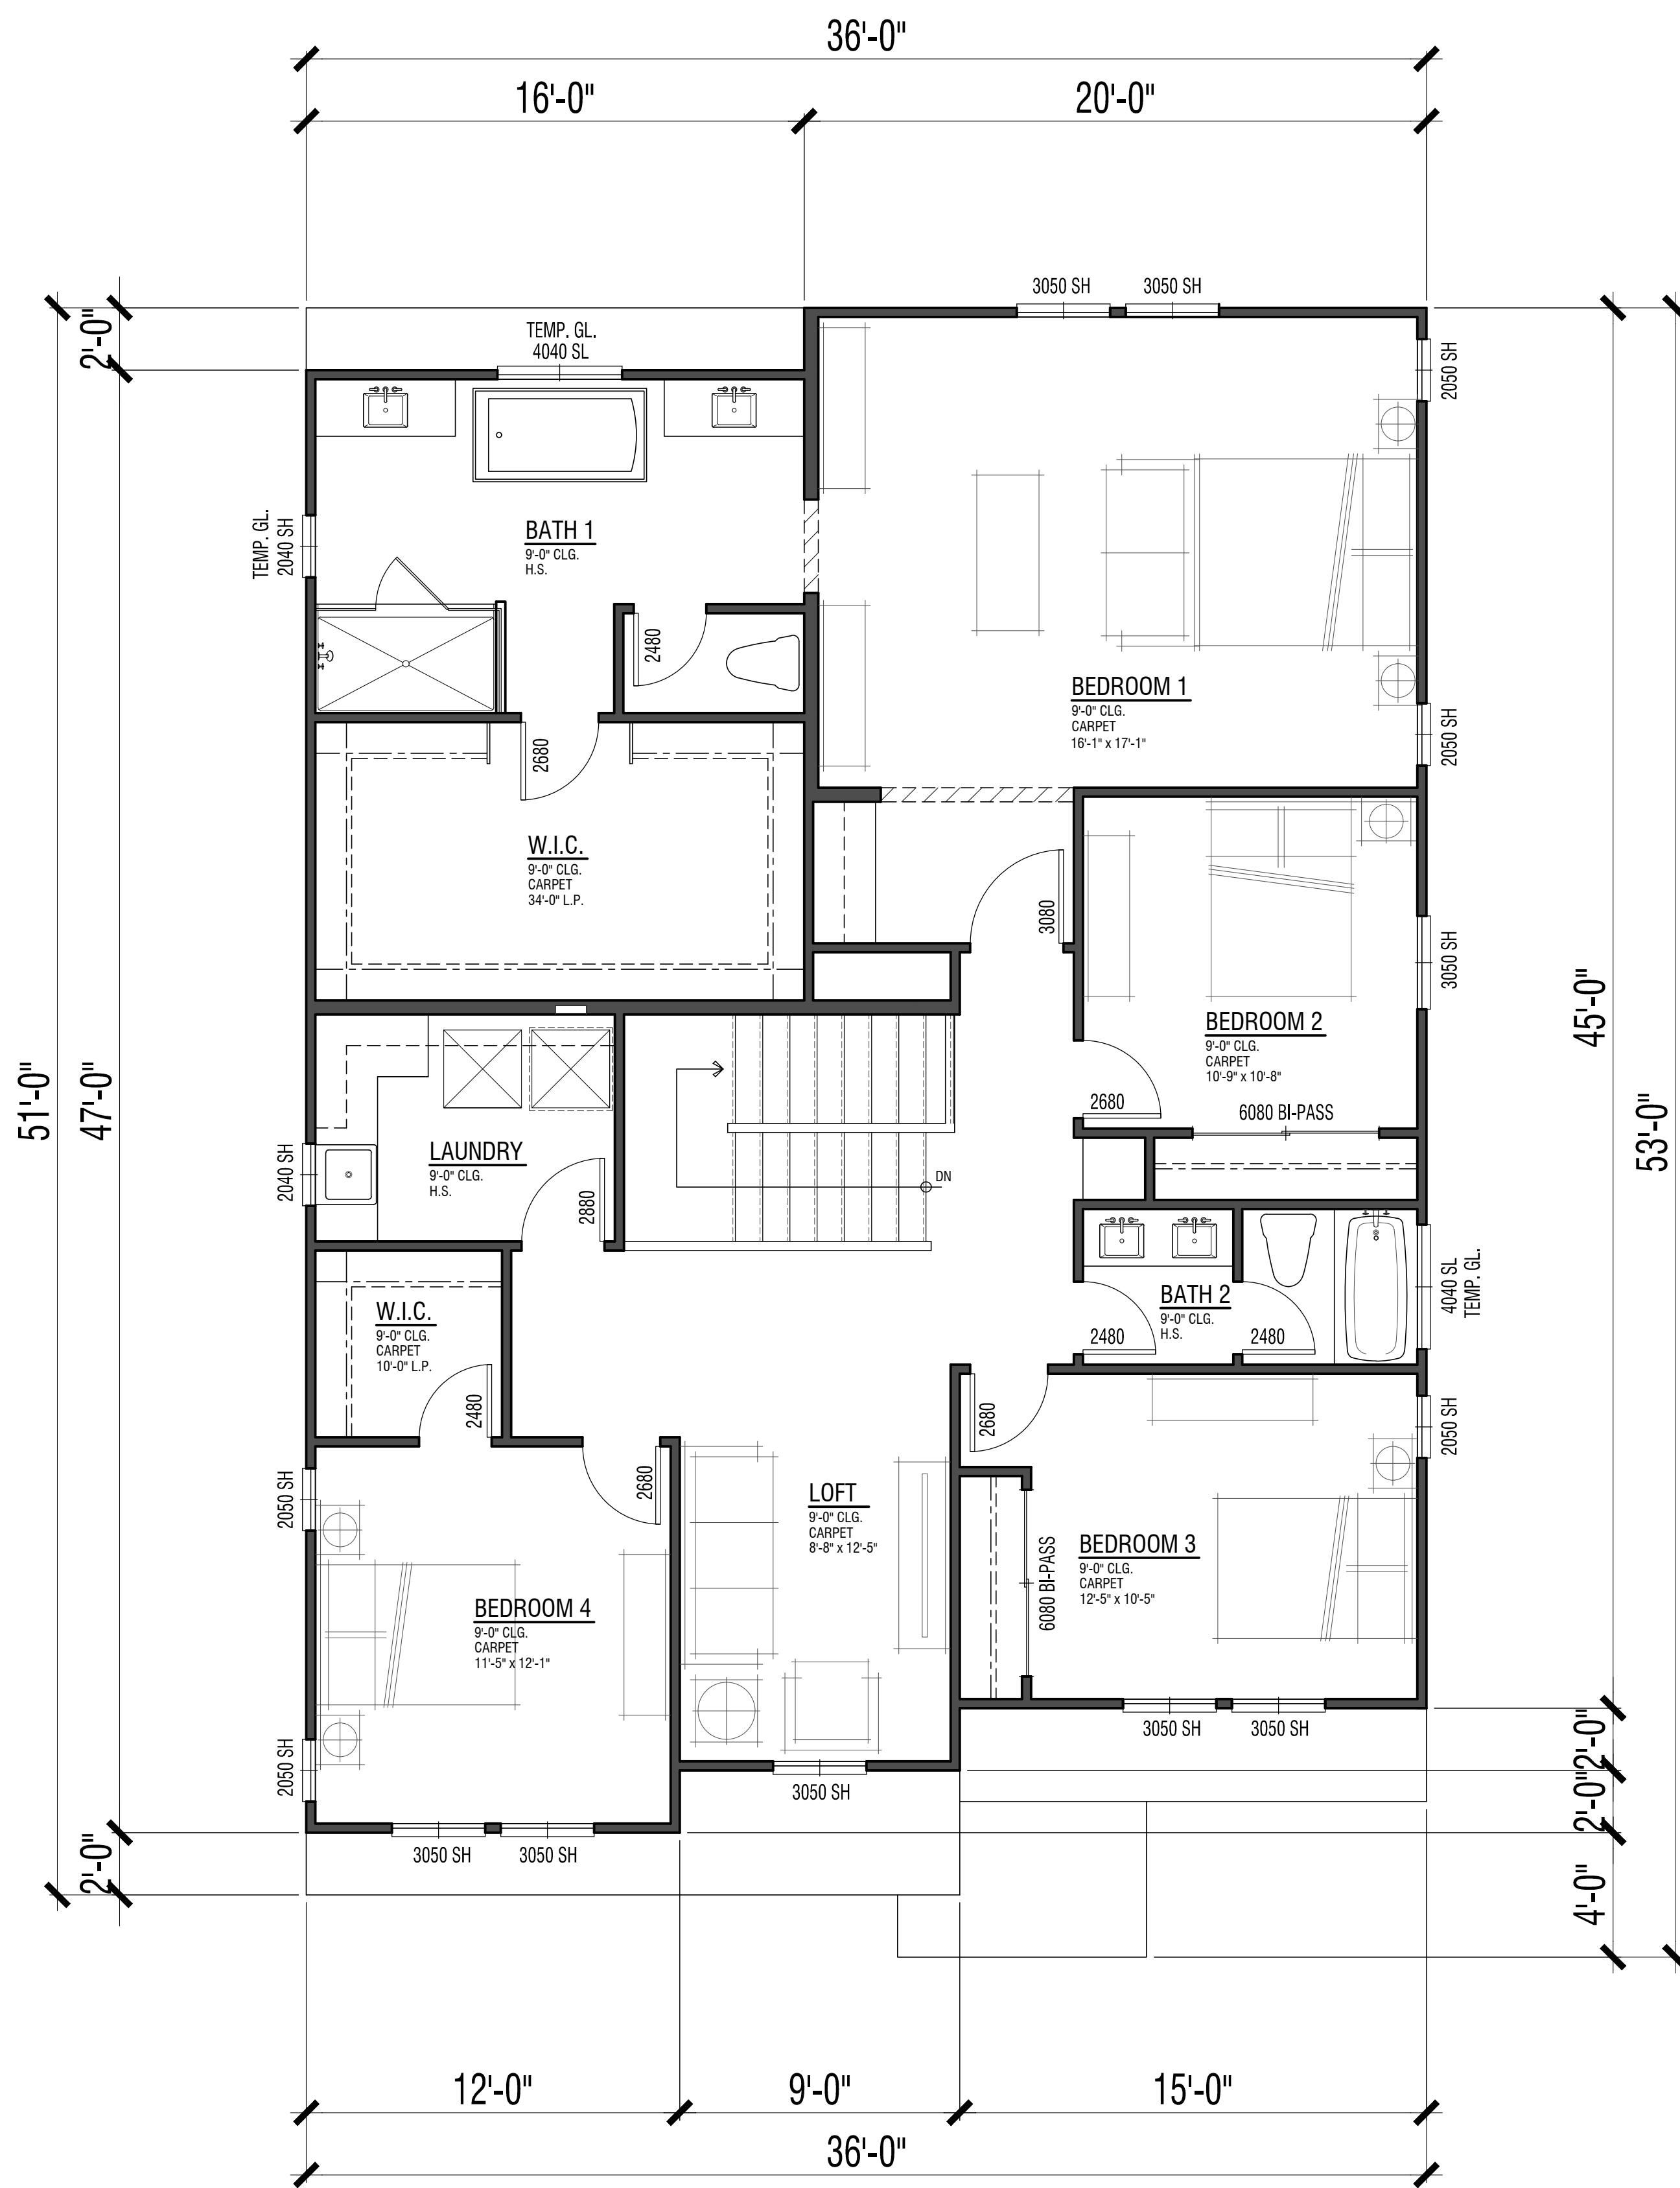 36'-0"
16'-0"
20'-0"
3050 SH
3050 SH
2'-0"
TEMP. GL.
4040 SL
2050 SH
TEMP. GL.
2040 SH
BATH 1
9'-0" CLG.
H.S.
2480
BEDROOM 1
9'-0" CLG.
CARPET
16'-1" x 17'-1"
2050 SH
2680
W.I.C.
9'-0" CLG.
CARPET
34'-0" L.P.
3080
3050 SH
BEDROOM 2
9'-0" CLG.
CARPET
10'-9" x 10'-8"
45'-0"
51'-0"
47'-0"
53'-0"
2680
6080 BI-PASS
LAUNDRY
9'-0" CLG.
H.S.
2040 SH
2880
DN
W.I.C.
9'-0" CLG.
CARPET
10'-0" L.P.
2480
BATH 2
9'-0" CLG.
H.S.
2480
2480
4040 SL
TEMP. GL.
2680
2050 SH
2050 SH
2680
LOFT
9'-0" CLG.
CARPET
8'-8" x 12'-5"
6080 BI-PASS
BEDROOM 3
9'-0" CLG.
CARPET
12'-5" x 10'-5"
BEDROOM 4
9'-0" CLG.
CARPET
11'-5" x 12'-1"
2050 SH
3050 SH
3050 SH
2'-0"
3050 SH
2'-0"
3050 SH
3050 SH
2'-0"
4'-0"
12'-0"
9'-0"
15'-0"
36'-0"